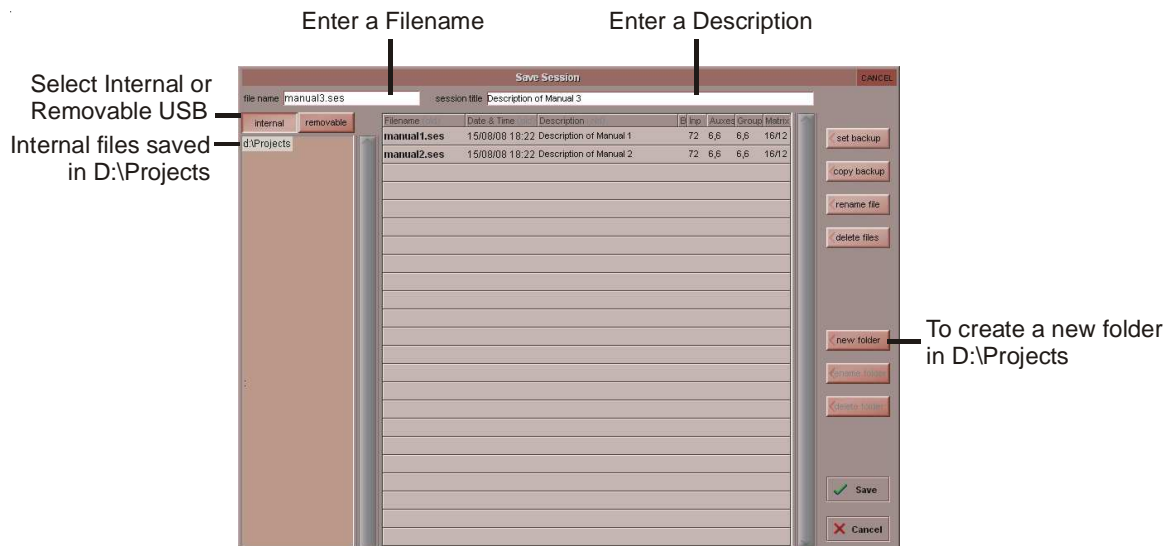 Enter a Filename
Enter a Description
Select Internal or
Removable USB
Internal files saved
in D:\Projects
Save Session
CANCEL
file name manual3.ses
session title Description of Manual 3
internal removable
d:\Projects
Filename Date & Time Description B Inp Auxes Group Matrix
manual1.ses 15/08/08 18:22 Description of Manual 1 72 6,6 6,6 16/12
manual2.ses 15/08/08 18:22 Description of Manual 2 72 6,6 6,6 16/12
set backup
copy backup
rename file
delete files
new folder
rename folder
delete folder
Save
Cancel
To create a new folder
in D:\Projects